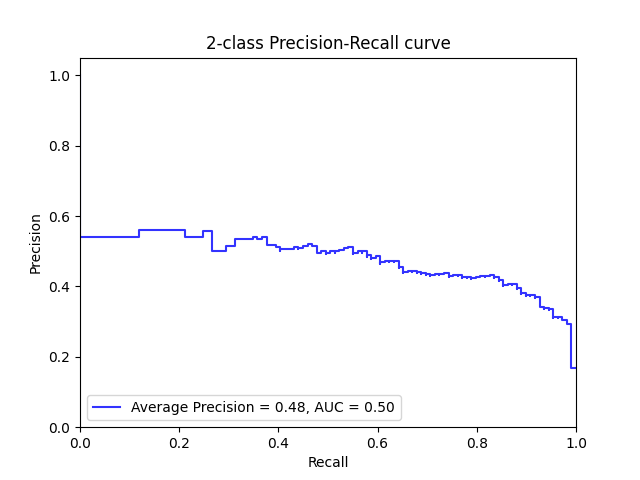 2-class Precision-Recall curve
1.0
0.8
0.6
0.4
0.2
0.0
Precision
Average Precision = 0.48, AUC = 0.50
0.0 0.2 0.4 0.6 0.8 1.0
Recall